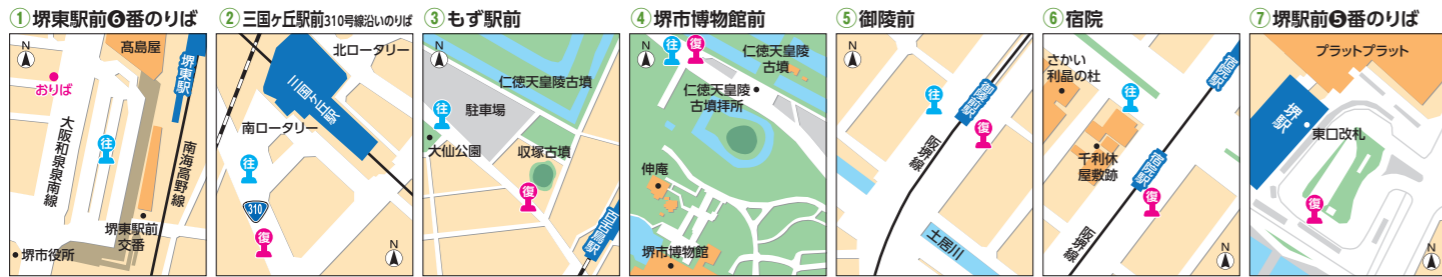 ① 堺東駅前❻番のりば
N
髙島屋
堺東駅
おりば
大阪和泉泉南線
往
南海高野線
堺東駅前
交番
堺市役所
② 三国ヶ丘駅前310号線沿いのりば
N
北ロータリー
三国ヶ丘駅
南ロータリー
往
310
復
N
③ もず駅前
N
仁徳天皇陵古墳
駐車場
往
大仙公園
収塚古墳
復
百舌鳥駅
④ 堺市博物館前
N
往
復
仁徳天皇陵
古墳
仁徳天皇陵
古墳拝所
伸庵
堺市博物館
⑤ 御陵前
N
往
御陵前駅
復
阪堺線
土居川
⑥ 宿院
さかい
利晶の杜
往
宿院駅
千利休
屋敷跡
宿院駅
復
阪堺線
N
⑦ 堺駅前❺番のりば
プラットプラット
堺駅
東口改札
復
N